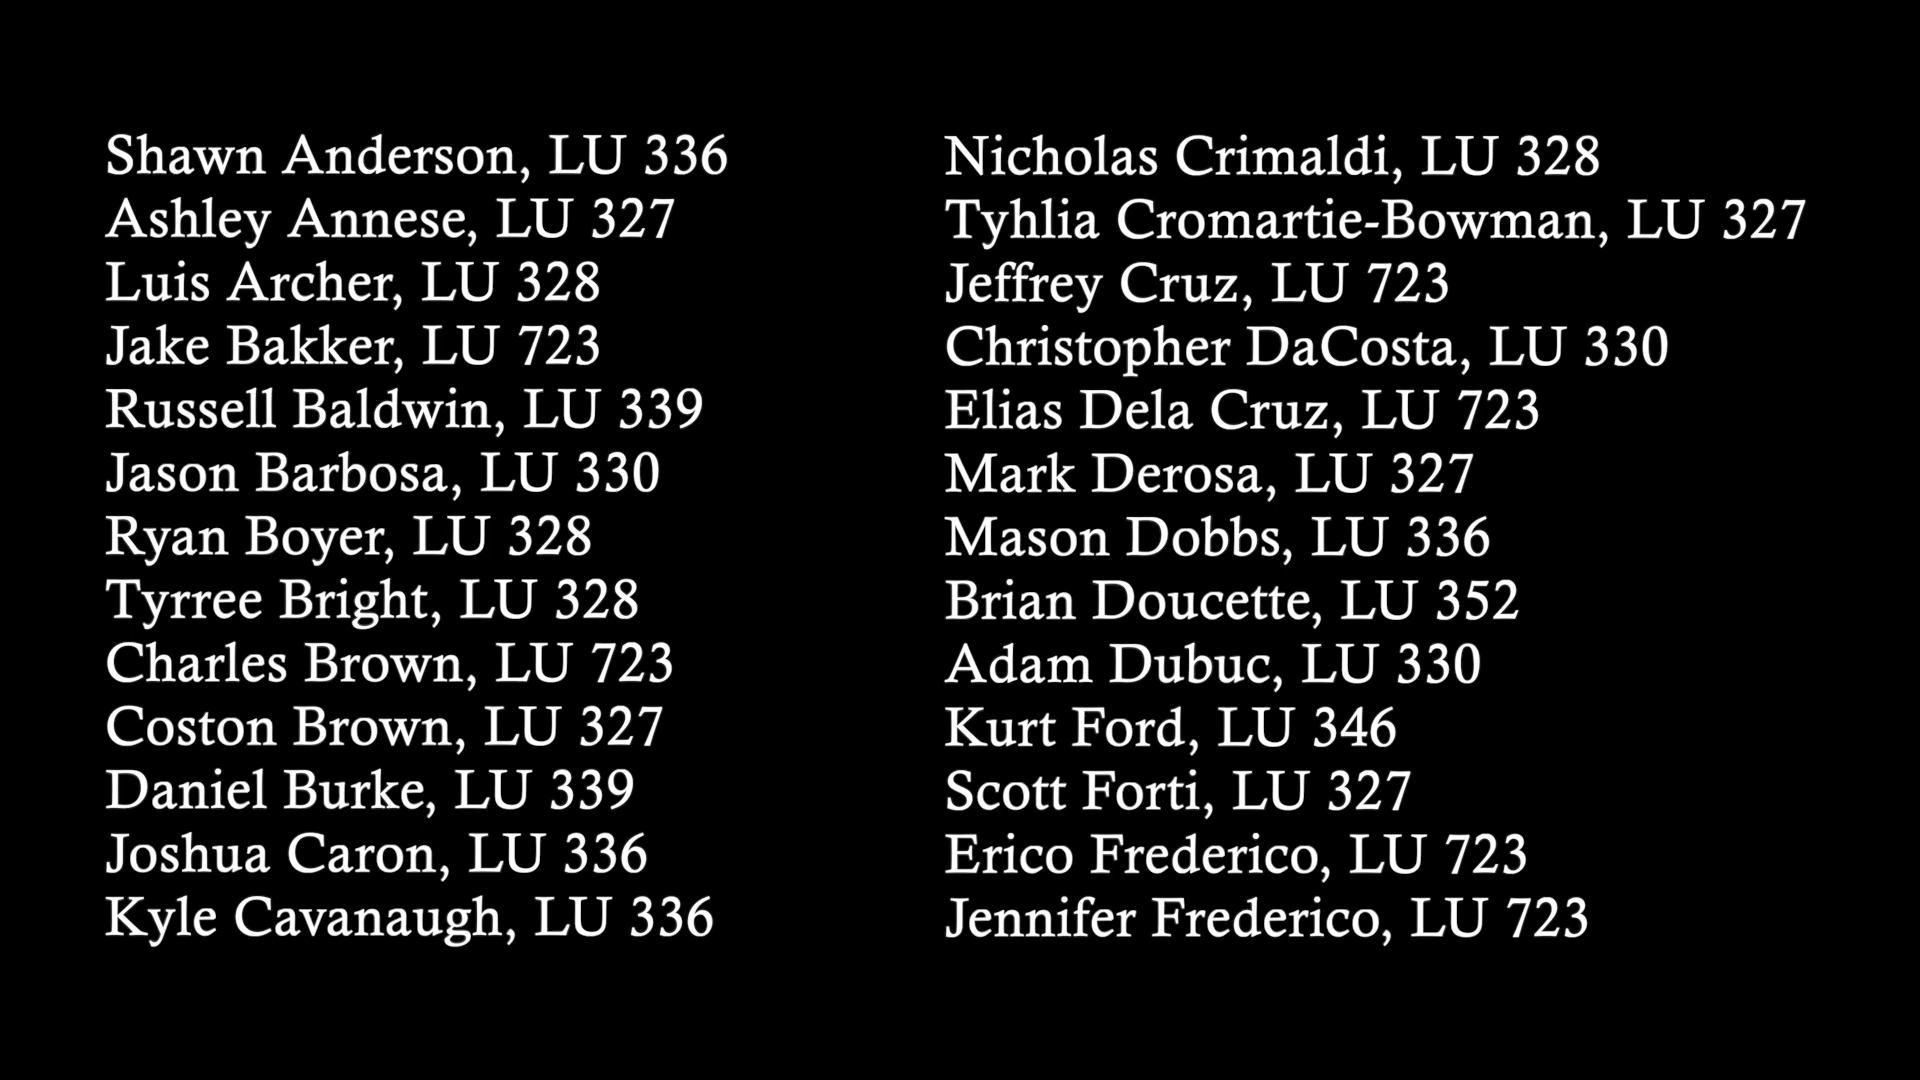 Shawn Anderson, LU 336
Ashley Annese, LU 327
Luis Archer, LU 328
Jake Bakker, LU 723
Russell Baldwin, LU 339
Jason Barbosa, LU 330
Ryan Boyer, LU 328
Tyrree Bright, LU 328
Charles Brown, LU 723
Coston Brown, LU 327
Daniel Burke, LU 339
Joshua Caron, LU 336
Kyle Cavanaugh, LU 336
Nicholas Crimaldi, LU 328
Tyhlia Cromartie-Bowman, LU 327
Jeffrey Cruz, LU 723
Christopher DaCosta, LU 330
Elias Dela Cruz, LU 723
Mark Derosa, LU 327
Mason Dobbs, LU 336
Brian Doucette, LU 352
Adam Dubuc, LU 330
Kurt Ford, LU 346
Scott Forti, LU 327
Erico Frederico, LU 723
Jennifer Frederico, LU 723